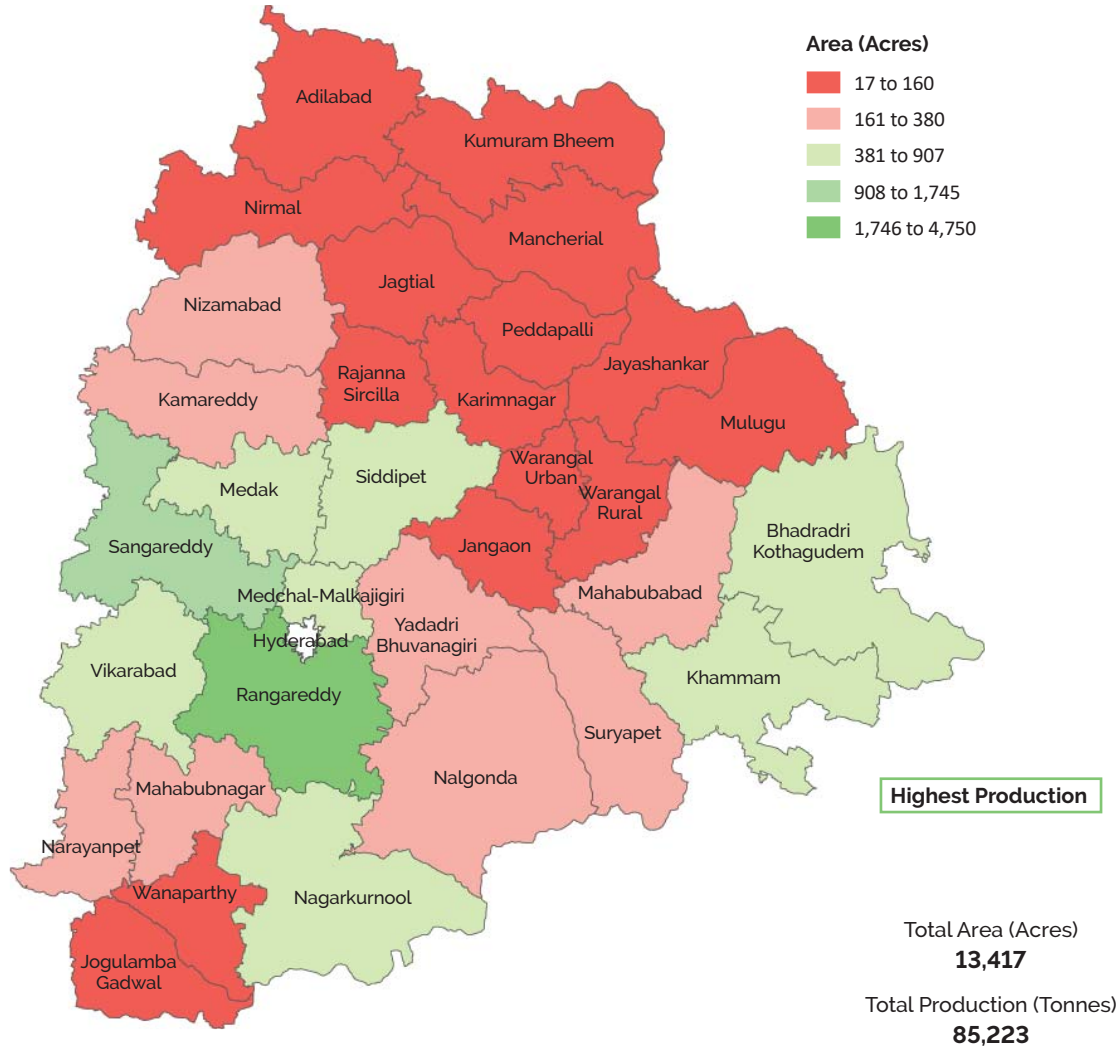 Area (Acres)
17 to 160
161 to 380
381 to 907
908 to 1,745
1,746 to 4,750
Adilabad
Kumuram Bheem
Nirmal
Mancherial
Jagtial
Nizamabad
Peddapalli
Jayashankar
Rajanna
Sircilla
Kamareddy
Karimnagar
Mulugu
Warangal
Urban
Siddipet
Medak
Warangal
Rural
Bhadradri
Kothagudem
Sangareddy
Jangaon
Mahabubabad
Medchal-Malkajigiri
Yadadri
Bhuvanagiri
Hyderabad
Vikarabad
Khammam
Rangareddy
Suryapet
Nalgonda
Mahabubnagar
Narayanpet
Wanaparthy
Nagarkurnool
Jogulamba
Gadwal
Highest Production
Total Area (Acres)
13,417
Total Production (Tonnes)
85,223